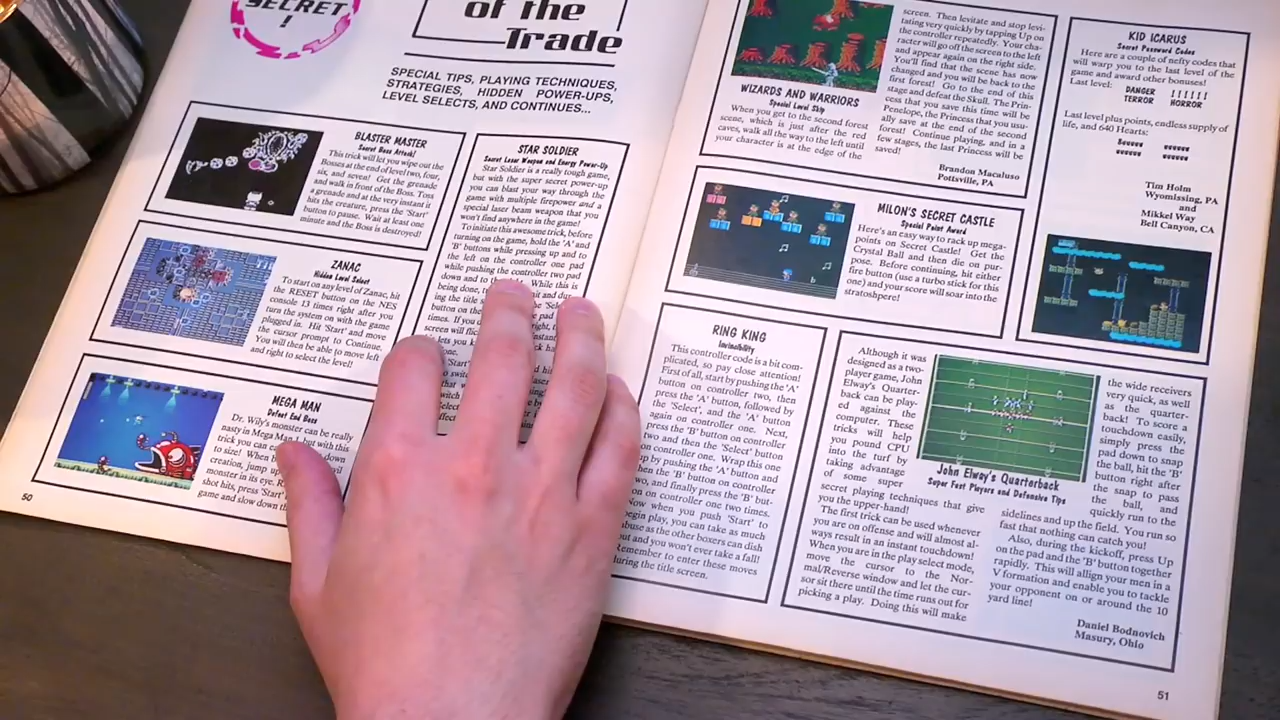 SECRET
!
of the
Trade
SPECIAL TIPS, PLAYING TECHNIQUES,
STRATEGIES, HIDDEN POWER-UPS,
LEVEL SELECTS, AND CONTINUES...
BLASTER MASTER
Secret Boss Attack!
This trick will let you wipe out the
Bosses at the end of level two, four,
six, and seven! Get the grenade
and walk in front of the Boss. Toss
a grenade and at the very instant it
hits the creature, press the 'Start'
button to pause. Wait at least one
minute and the Boss is destroyed!
ZANAC
Hidden Level Select
To start on any level of Zanac, hit
the RESET button on the NES
console 13 times right after you
turn the system on with the game
plugged in. Hit 'Start' and move
the cursor prompt to Continue.
You will then be able to move left
and right to select the level!
MEGA MAN
Defeat End Boss
Dr. Wily's monster can be really
nasty in Mega Man 1, but with this
trick you can down
to size! When
creation, jump up
monster in its eye.
shot hits, press 'Start'
game and slow down
50
STAR SOLDIER
Secret Laser Weapon and Energy Power-Up
Star Soldier is a really tough game,
but with the super secret power-up
you can blast your way through the
game with multiple firepower and a
special laser beam weapon that you
won't find anywhere in the game!
To initiate this awesome trick, before
turning on the game, hold the 'A' and
'B' buttons while pressing up and to
the left on the controller one pad
while pushing the controller two pad
down and to the While this is
being done,
ing the title
button on the pad
times. If you right,
screen will
lets you
one.
'Start'
WIZARDS AND WARRIORS
Special Level Skip
When you get to the second forest
scene, which is just after the red
caves, walk all the way to the left until
your character is at the edge of the
screen. Then levitate and stop levi-
tating very quickly by tapping Up on
the controller repeatedly. Your cha-
racter will go off the screen to the left
and appear again on the right side.
You'll find that the scene has now
changed and you will be back to the
first forest! Go to the end of this
stage and defeat the Skull. The Prin-
cess that you save this time will be
Penelope, the Princess that you usu-
ally save at the end of the second
forest! Continue playing, and in a
few stages, the last Princess will be
saved!
Brandon Macaluso
Pottsville, PA
KID ICARUS
Secret Password Codes
Here are a couple of nefty codes that
will warp you to the last level of the
game and award other bonuses!
Last level: DANGER !!!!!!
TERROR HORROR
Last level plus points, endless supply of
life, and 640 Hearts:
Tim Holm
Wyomissing, PA
and
Mikkel Way
Bell Canyon, CA
MILON'S SECRET CASTLE
Special Point Award
Here's an easy way to rack up mega-
points on Secret Castle! Get the
Crystal Ball and then die on pur-
pose. Before continuing, hit either
fire button (use a turbo stick for this
one) and your score will soar into the
stratoshpere!
RING KING
Invincibility
This controller code is a bit com-
plicated, so pay close attention!
First of all, start by pushing the 'A'
button on controller two, then
press the 'A' button, followed by
the 'Select', and the 'A' button
again on controller one. Next,
press the 'B' button on controller
two and then the 'Select' button
on controller one. Wrap this one
up by pushing the 'A' button and
then the 'B' button on controller
two, and finally press the 'B' but-
ton on controller one two times.
Now when you push 'Start' to
begin play, you can take as much
abuse as the other boxers can dish
out and you won't ever take a fall!
Remember to enter these moves
during the title screen.
Although it was
designed as a two-
player game, John
Elway's Quarter-
back can be play-
ed against the
computer. These
tricks will help
you pound CPU
into the turf by
taking advantage
of some super
secret playing techniques that give
you the upper-hand!
The first trick can be used whenever
you are on offense and will almost al-
ways result in an instant touchdown!
When you are in the play select mode,
move the cursor to the Nor-
mal/Reverse window and let the cur-
sor sit there until the time runs out for
picking a play. Doing this will make
John Elway's Quarterback
Super Fast Players and Defensive Tips
the wide receivers
very quick, as well
as the quarter-
back! To score a
touchdown easily,
simply press the
pad down to snap
the ball, hit the 'B'
button right after
the snap to pass
the ball, and
quickly run to the
sidelines and up the field. You run so
fast that nothing can catch you!
Also, during the kickoff, press Up
on the pad and the 'B' button together
rapidly. This will allign your men in a
V formation and enable you to tackle
your opponent on or around the 10
yard line!
Daniel Bodnovich
Masury, Ohio
51